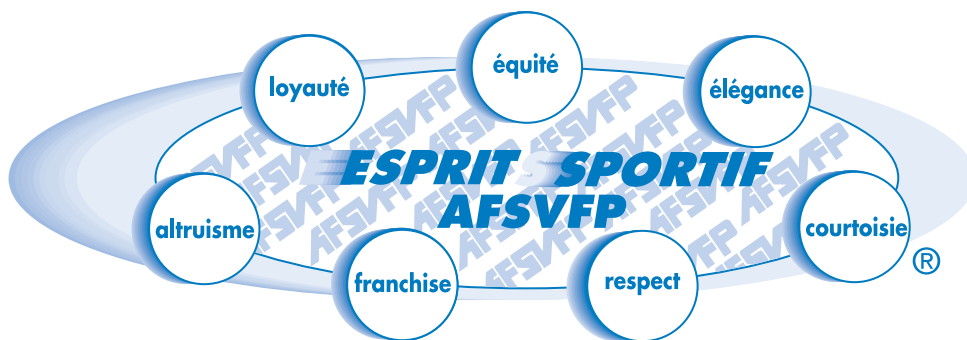 loyauté
équité
élégance
ESPRIT SPORTIF
AFSVFP
altruisme
franchise
respect
courtoisie
®